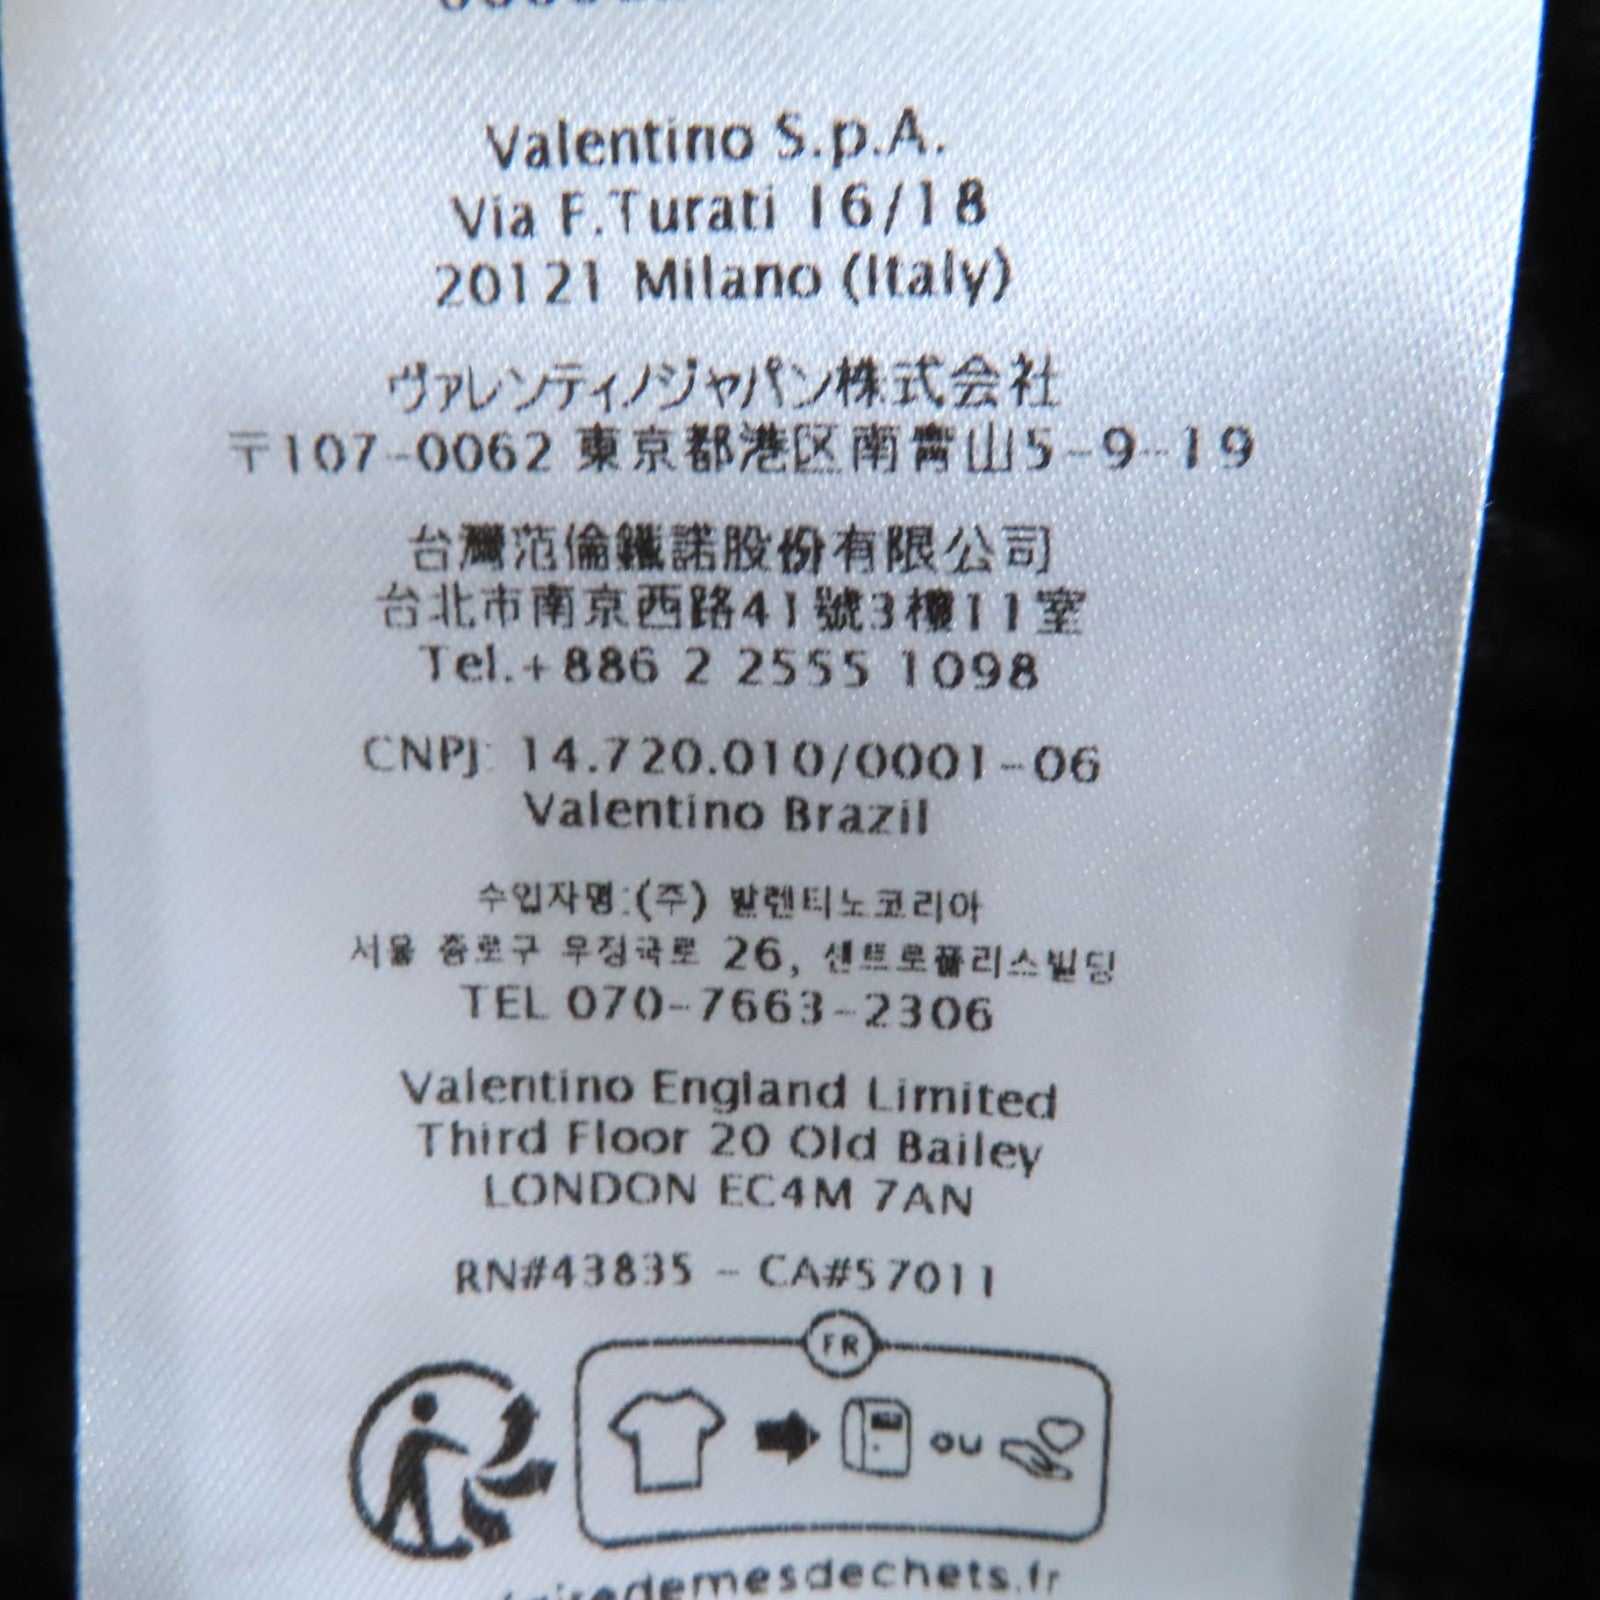 Valentino S.p.A.
Via F.Turati 16/18
20121 Milano (Italy)
ヴァレンティノジャパン株式会社
〒107-0062 東京都港区南青山5-9-19
台灣范倫鐵諾股份有限公司
台北市南京西路41號3樓11室
Tel.+886 2 2555 1098
CNPJ: 14.720.010/0001-06
Valentino Brazil
수입자명:(주) 발렌티노코리아
서울 종로구 우정국로 26, 센트로폴리스빌딩
TEL 070-7663-2306
Valentino England Limited
Third Floor 20 Old Bailey
LONDON EC4M 7AN
RN#43835 - CA#57011
FR
ou
airedemesdechets.fr